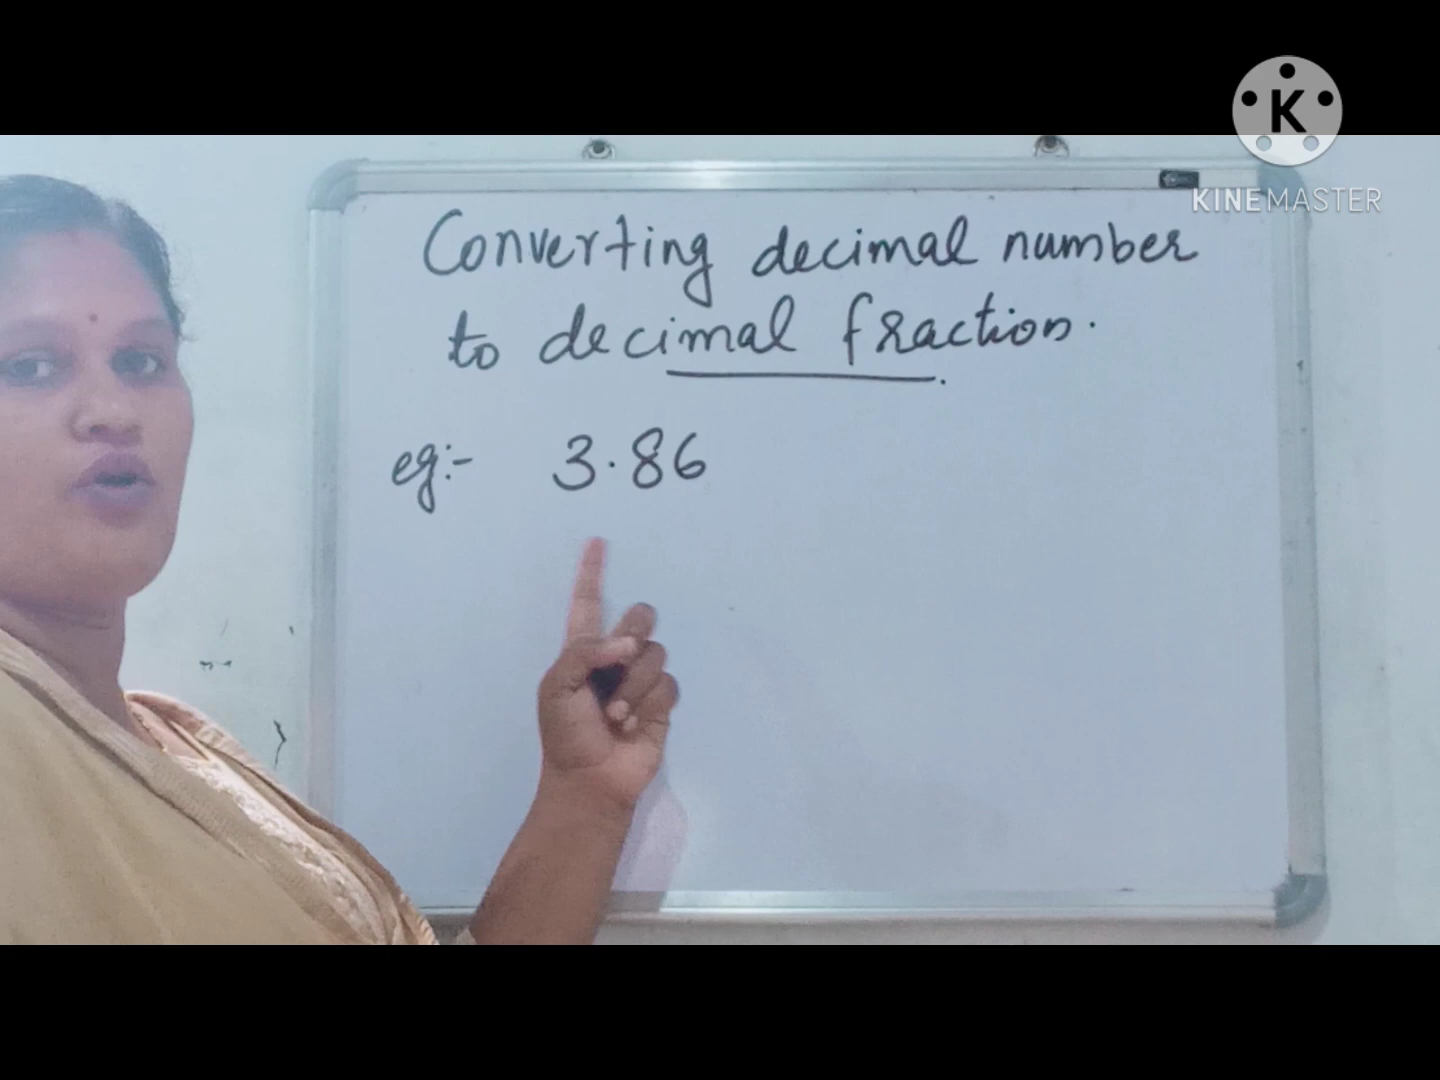 K
KINEMASTER
Converting decimal number
to decimal fraction.
eg:- 3.86